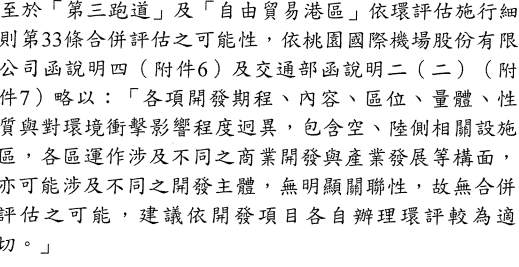 至於「第三跑道」及「自由貿易港區」依環評估施行細
則第33條合併評估之可能性，依桃園國際機場股份有限
公司函說明四（附件6）及交通部函說明二（二）（附
件7）略以：「各項開發期程、內容、區位、量體、性
質與對環境衝擊影響程度迥異，包含空、陸側相關設施
區，各區運作涉及不同之商業開發與產業發展等構面，
亦可能涉及不同之開發主體，無明顯關聯性，故無合併
評估之可能，建議依開發項目各自辦理環評較為適
切。」